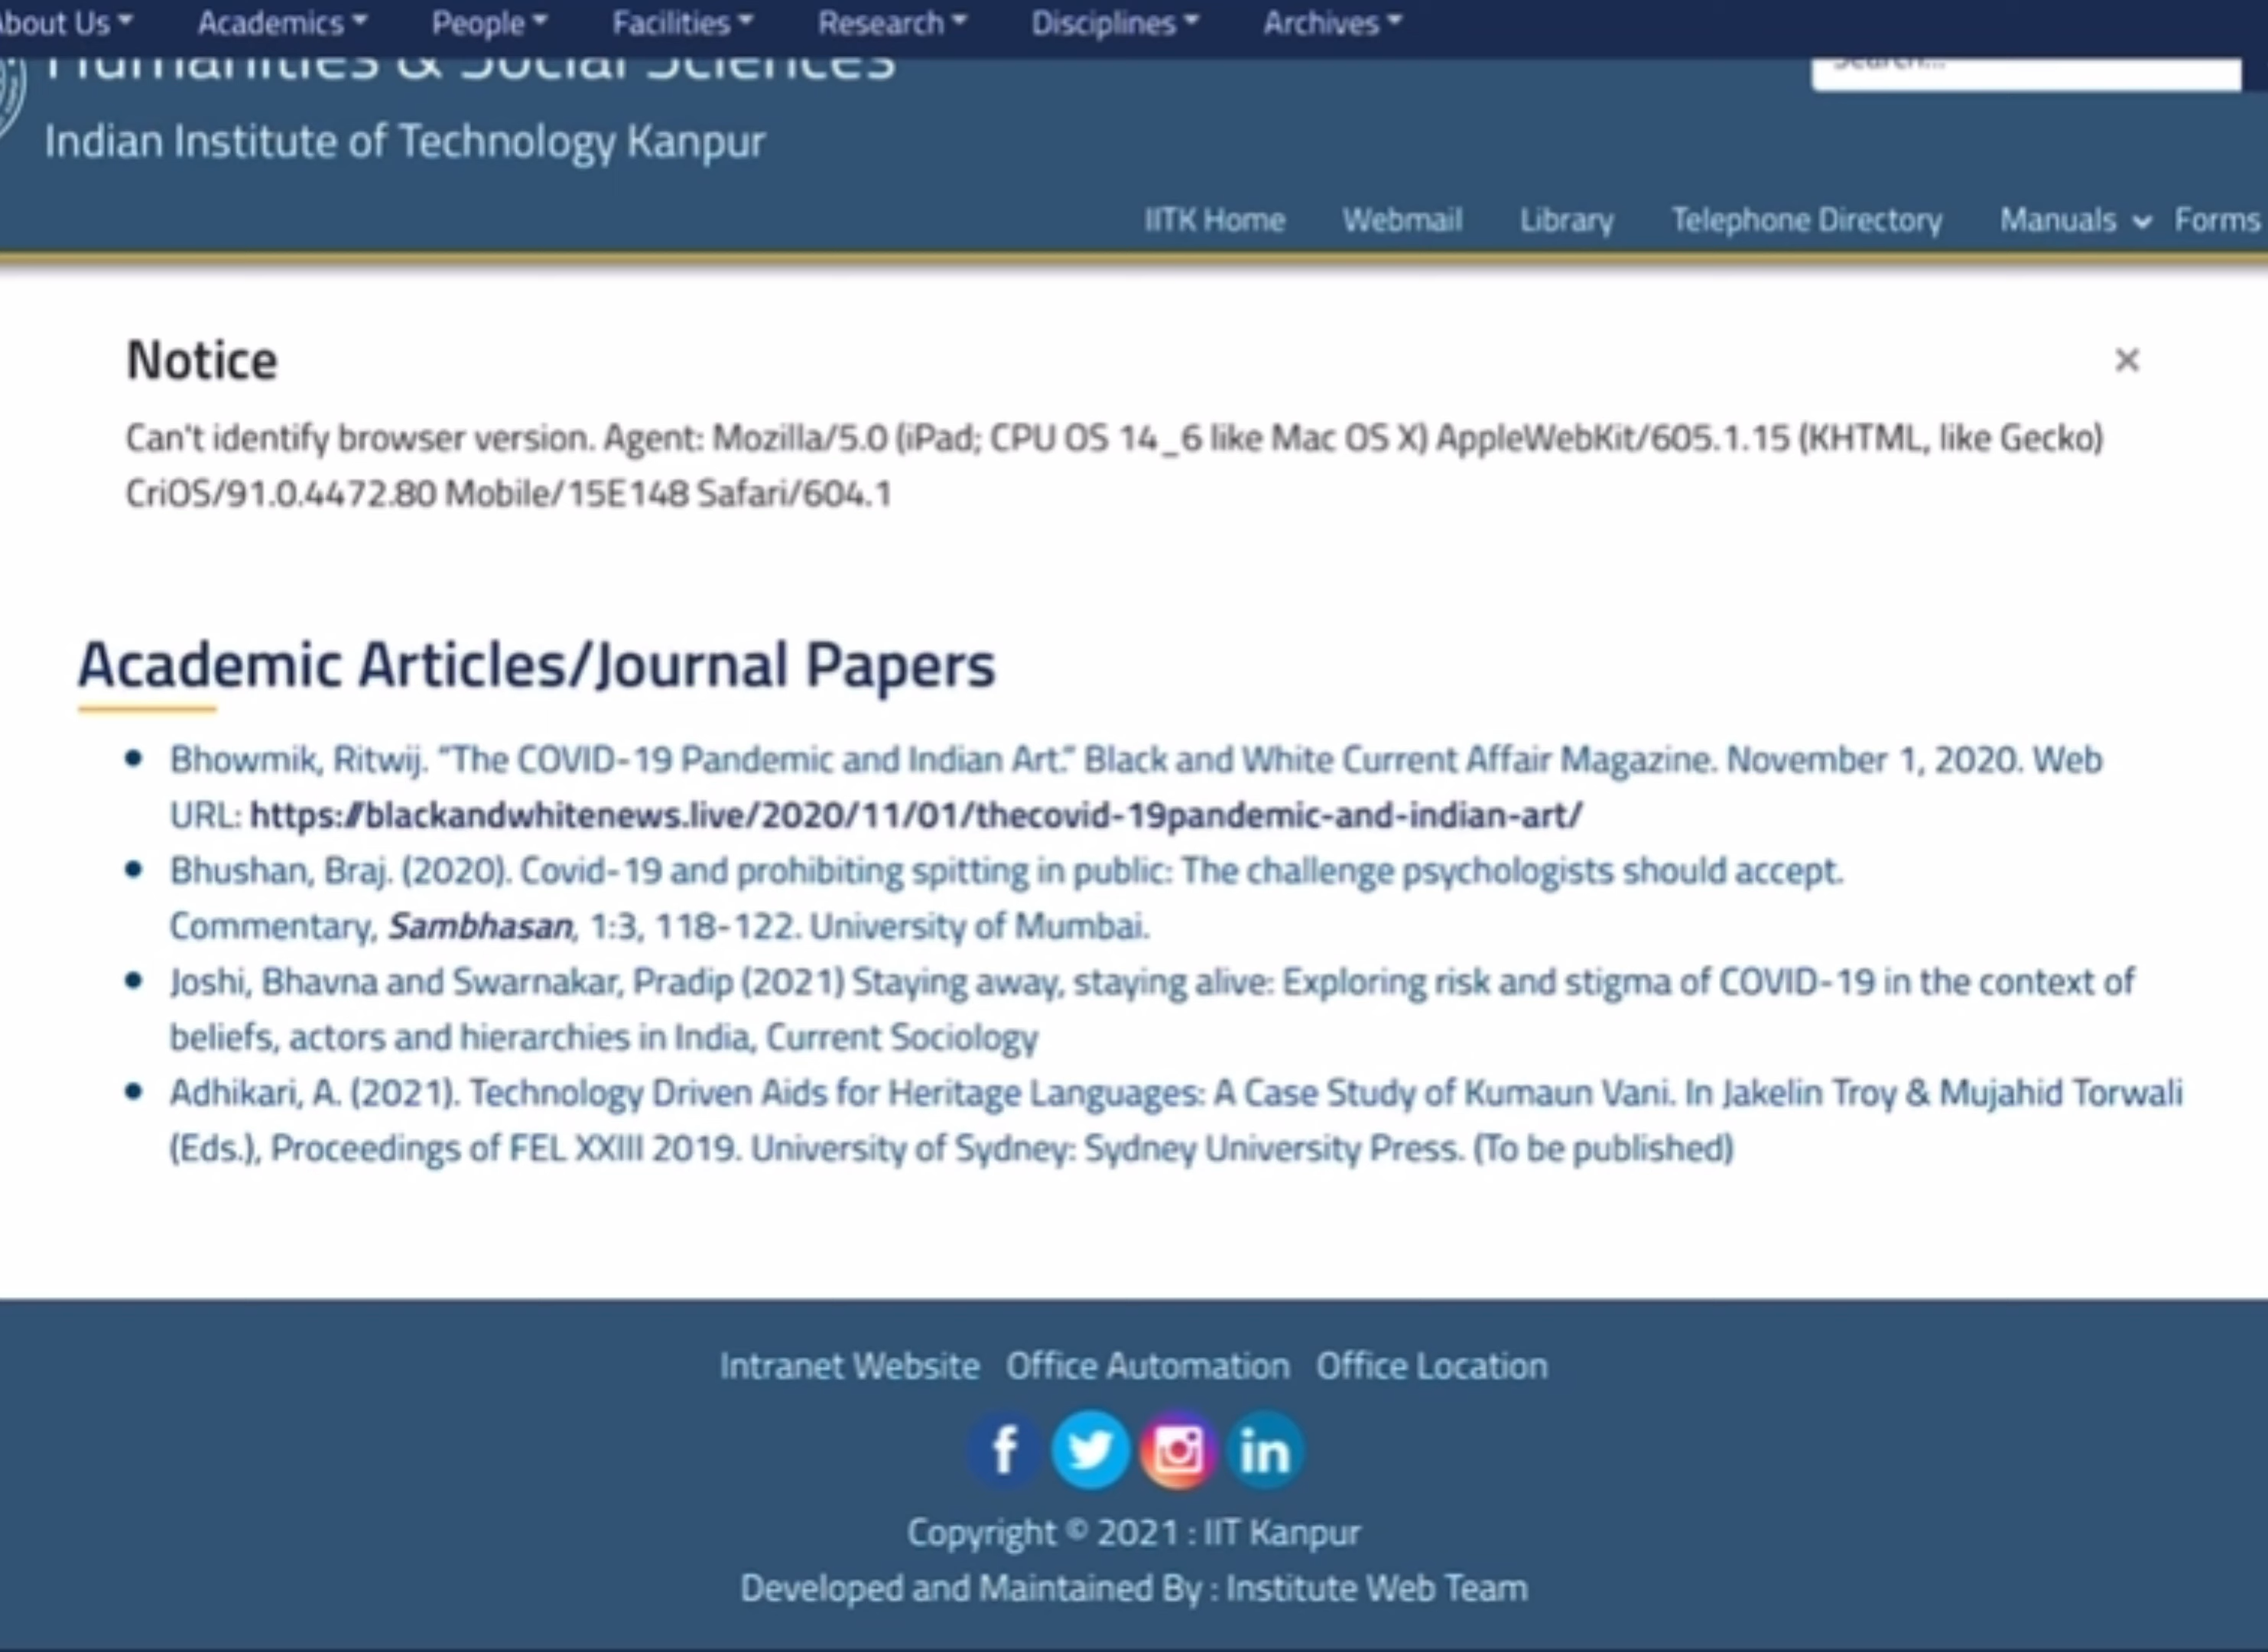 About Us Academics People Facilities Research Disciplines Archives
Humanities & Social Sciences
Search...
Indian Institute of Technology Kanpur
IITK Home Webmail Library Telephone Directory Manuals Forms
Notice ×
Can't identify browser version. Agent: Mozilla/5.0 (iPad; CPU OS 14_6 like Mac OS X) AppleWebKit/605.1.15 (KHTML, like Gecko)
CriOS/91.0.4472.80 Mobile/15E148 Safari/604.1
Academic Articles/Journal Papers
• Bhowmik, Ritwij. “The COVID-19 Pandemic and Indian Art.” Black and White Current Affair Magazine. November 1, 2020. Web
URL: https://blackandwhitenews.live/2020/11/01/thecovid-19pandemic-and-indian-art/
• Bhushan, Braj. (2020). Covid-19 and prohibiting spitting in public: The challenge psychologists should accept.
Commentary, Sambhasan, 1:3, 118-122. University of Mumbai.
• Joshi, Bhavna and Swarnakar, Pradip (2021) Staying away, staying alive: Exploring risk and stigma of COVID-19 in the context of
beliefs, actors and hierarchies in India, Current Sociology
• Adhikari, A. (2021). Technology Driven Aids for Heritage Languages: A Case Study of Kumaun Vani. In Jakelin Troy & Mujahid Torwali
(Eds.), Proceedings of FEL XXIII 2019. University of Sydney: Sydney University Press. (To be published)
Intranet Website Office Automation Office Location
f in
Copyright © 2021 : IIT Kanpur
Developed and Maintained By : Institute Web Team